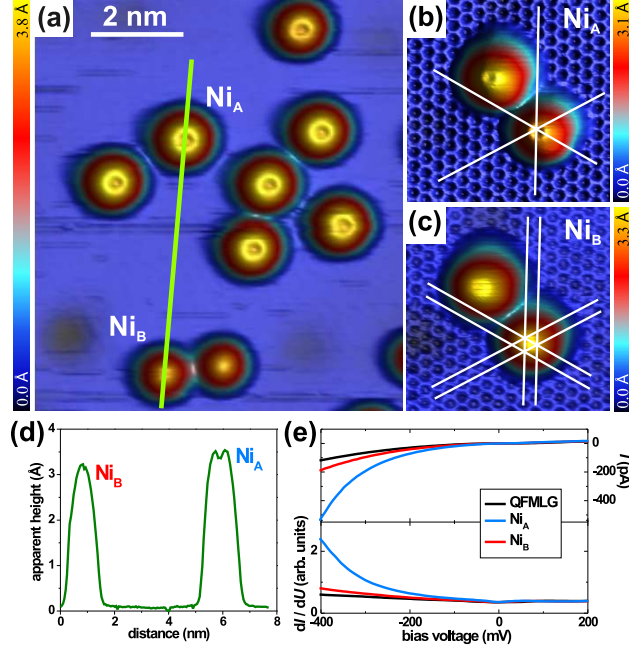 3.8 Å
0.0 Å
(a)
2 nm
Ni_A
Ni_B
(b)
Ni_A
3.1 Å
0.0 Å
(c)
Ni_B
3.3 Å
0.0 Å
(d)
apparent height (Å)
4
3
2
1
0
Ni_B
Ni_A
0 2 4 6 8
distance (nm)
(e)
0
-200
-400
I (pA)
QFMLG
Ni_A
Ni_B
dI / dU (arb. units)
2
0
-400 -200 0 200
bias voltage (mV)